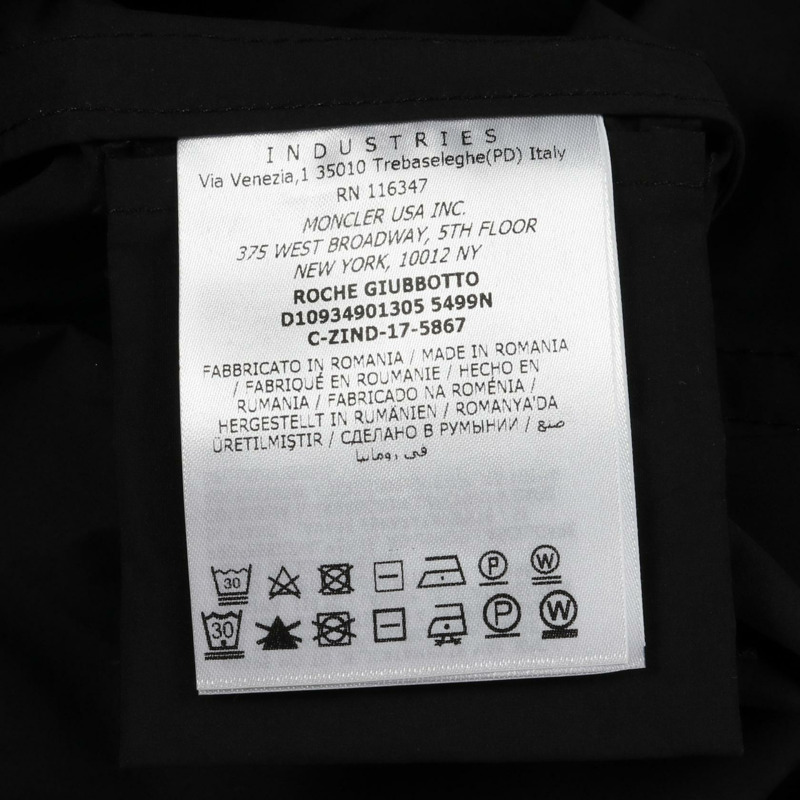 INDUSTRIES
Via Venezia,1 35010 Trebaseleghe(PD) Italy
RN 116347
MONCLER USA INC.
375 WEST BROADWAY, 5TH FLOOR
NEW YORK, 10012 NY
ROCHE GIUBBOTTO
D10934901305 5499N
C-ZIND-17-5867
FABBRICATO IN ROMANIA / MADE IN ROMANIA
/ FABRIQUÉ EN ROUMANIE / HECHO EN
RUMANIA / FABRICADO NA ROMÉNIA /
HERGESTELLT IN RUMÄNIEN / ROMANYA'DA
ÜRETILMIŞTIR / СДЕЛАНО В РУМЫНИИ / صنع
في رومانيا
30 P W
30 P W